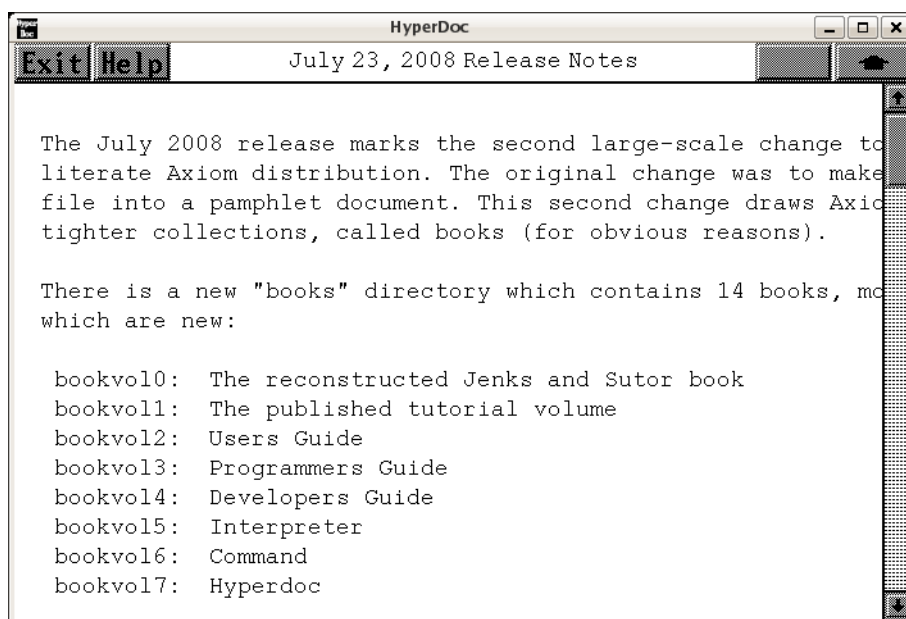 Hyper Doc
HyperDoc
Exit Help
July 23, 2008 Release Notes
The July 2008 release marks the second large-scale change to
literate Axiom distribution. The original change was to make
file into a pamphlet document. This second change draws
tighter collections, called books (for obvious reasons).
There is a new "books" directory which contains 14 books,
which are new:
bookvol0: The reconstructed Jenks and Sutor book
bookvol1: The published tutorial volume
bookvol2: Users Guide
bookvol3: Programmers Guide
bookvol4: Developers Guide
bookvol5: Interpreter
bookvol6: Command
bookvol7: Hyperdoc